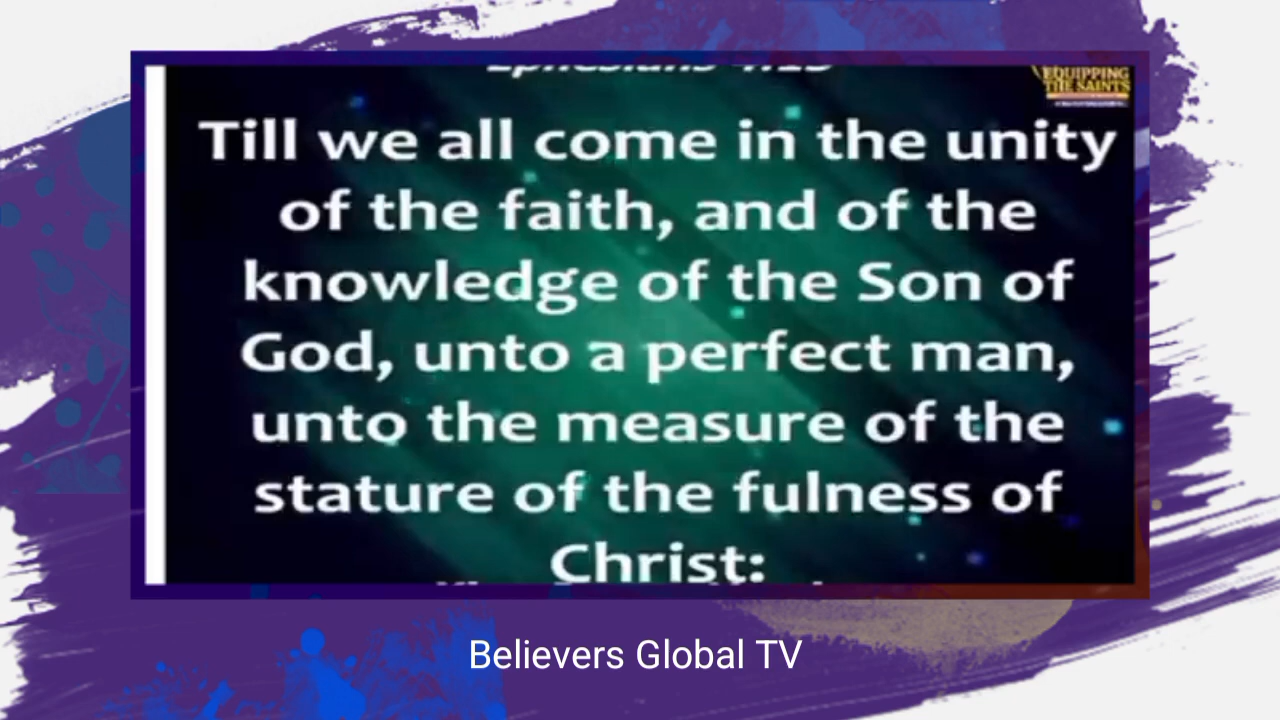 Ephesians 4:13
EQUIPPING
THE SAINTS
Till we all come in the unity
of the faith, and of the
knowledge of the Son of
God, unto a perfect man,
unto the measure of the
stature of the fulness of
Christ:
Believers Global TV